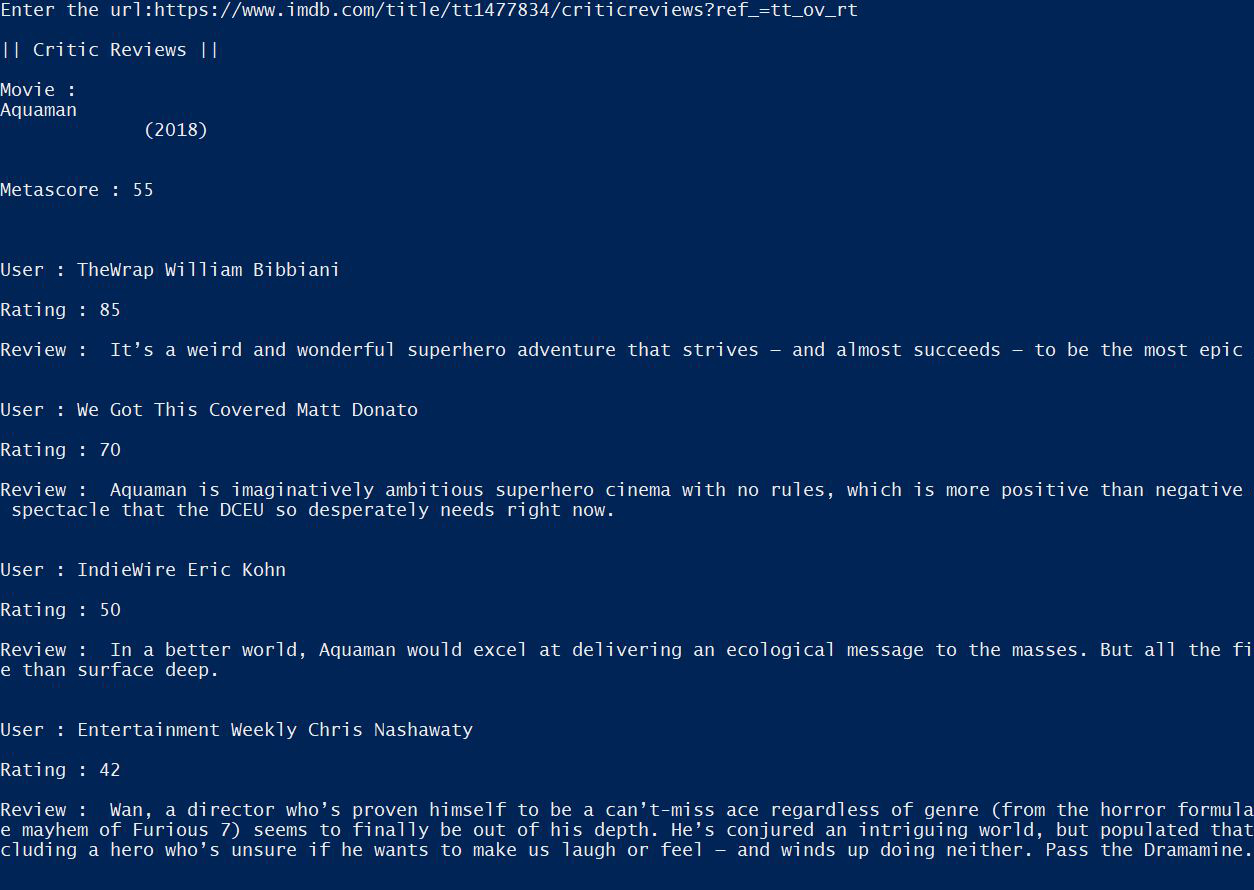 Enter the url:https://www.imdb.com/title/tt1477834/criticreviews?ref_=tt_ov_rt
|| Critic Reviews ||
Movie :
Aquaman
(2018)
Metascore : 55
User : TheWrap William Bibbiani
Rating : 85
Review :  It’s a weird and wonderful superhero adventure that strives — and almost succeeds — to be the most epic
User : We Got This Covered Matt Donato
Rating : 70
Review :  Aquaman is imaginatively ambitious superhero cinema with no rules, which is more positive than negative
spectacle that the DCEU so desperately needs right now.
User : IndieWire Eric Kohn
Rating : 50
Review :  In a better world, Aquaman would excel at delivering an ecological message to the masses. But all the fi
e than surface deep.
User : Entertainment Weekly Chris Nashawaty
Rating : 42
Review :  Wan, a director who’s proven himself to be a can’t-miss ace regardless of genre (from the horror formula
e mayhem of Furious 7) seems to finally be out of his depth. He’s conjured an intriguing world, but populated that
cluding a hero who’s unsure if he wants to make us laugh or feel — and winds up doing neither. Pass the Dramamine.